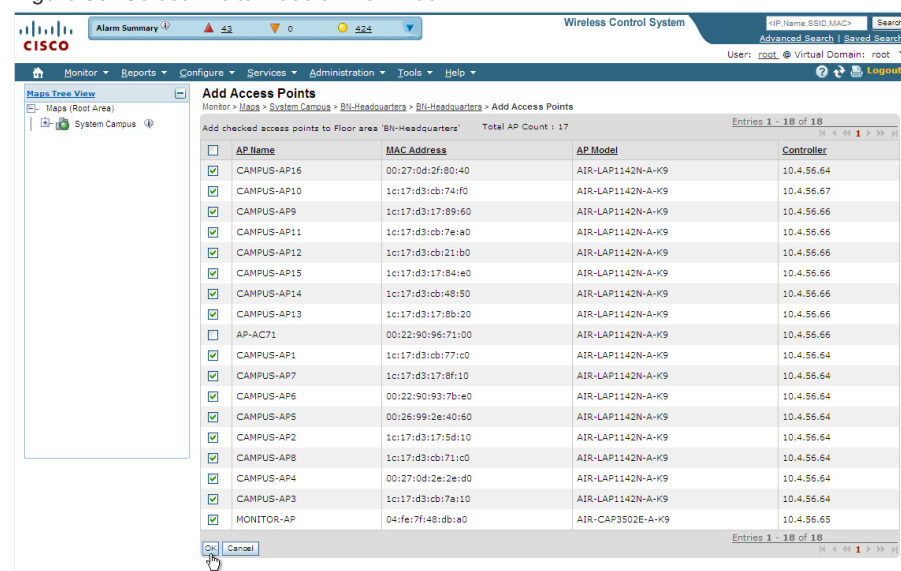 Alarm Summary 43 0 424
Wireless Control System
<IP,Name,SSID,MAC> Search
CISCO
Advanced Search | Saved Search
User: root @ Virtual Domain: root
Monitor Reports Configure Services Administration Tools Help Logout
Maps Tree View
Maps (Root Area)
System Campus
Add Access Points
Monitor > Maps > System Campus > BN-Headquarters > BN-Headquarters > Add Access Points
Add checked access points to Floor area 'BN-Headquarters' Total AP Count : 17
Entries 1 - 18 of 18
1
AP Name MAC Address AP Model Controller
CAMPUS-AP16 00:27:0d:2f:80:40 AIR-LAP1142N-A-K9 10.4.56.64
CAMPUS-AP10 1c:17:d3:cb:74:f0 AIR-LAP1142N-A-K9 10.4.56.67
CAMPUS-AP9 1c:17:d3:17:89:60 AIR-LAP1142N-A-K9 10.4.56.66
CAMPUS-AP11 1c:17:d3:cb:7e:a0 AIR-LAP1142N-A-K9 10.4.56.66
CAMPUS-AP12 1c:17:d3:cb:21:b0 AIR-LAP1142N-A-K9 10.4.56.66
CAMPUS-AP15 1c:17:d3:17:84:e0 AIR-LAP1142N-A-K9 10.4.56.66
CAMPUS-AP14 1c:17:d3:cb:48:50 AIR-LAP1142N-A-K9 10.4.56.66
CAMPUS-AP13 1c:17:d3:17:8b:20 AIR-LAP1142N-A-K9 10.4.56.66
AP-AC71 00:22:90:96:71:00 AIR-LAP1142N-A-K9 10.4.56.66
CAMPUS-AP1 1c:17:d3:cb:77:c0 AIR-LAP1142N-A-K9 10.4.56.64
CAMPUS-AP7 1c:17:d3:17:8f:10 AIR-LAP1142N-A-K9 10.4.56.64
CAMPUS-AP6 00:22:90:93:7b:e0 AIR-LAP1142N-A-K9 10.4.56.64
CAMPUS-AP5 00:26:99:2e:40:60 AIR-LAP1142N-A-K9 10.4.56.64
CAMPUS-AP2 1c:17:d3:17:5d:10 AIR-LAP1142N-A-K9 10.4.56.64
CAMPUS-AP8 1c:17:d3:cb:71:c0 AIR-LAP1142N-A-K9 10.4.56.64
CAMPUS-AP4 00:27:0d:2e:2e:d0 AIR-LAP1142N-A-K9 10.4.56.64
CAMPUS-AP3 1c:17:d3:cb:7a:10 AIR-LAP1142N-A-K9 10.4.56.64
MONITOR-AP 04:fe:7f:48:db:a0 AIR-CAP3502E-A-K9 10.4.56.65
Entries 1 - 18 of 18
1
OK Cancel